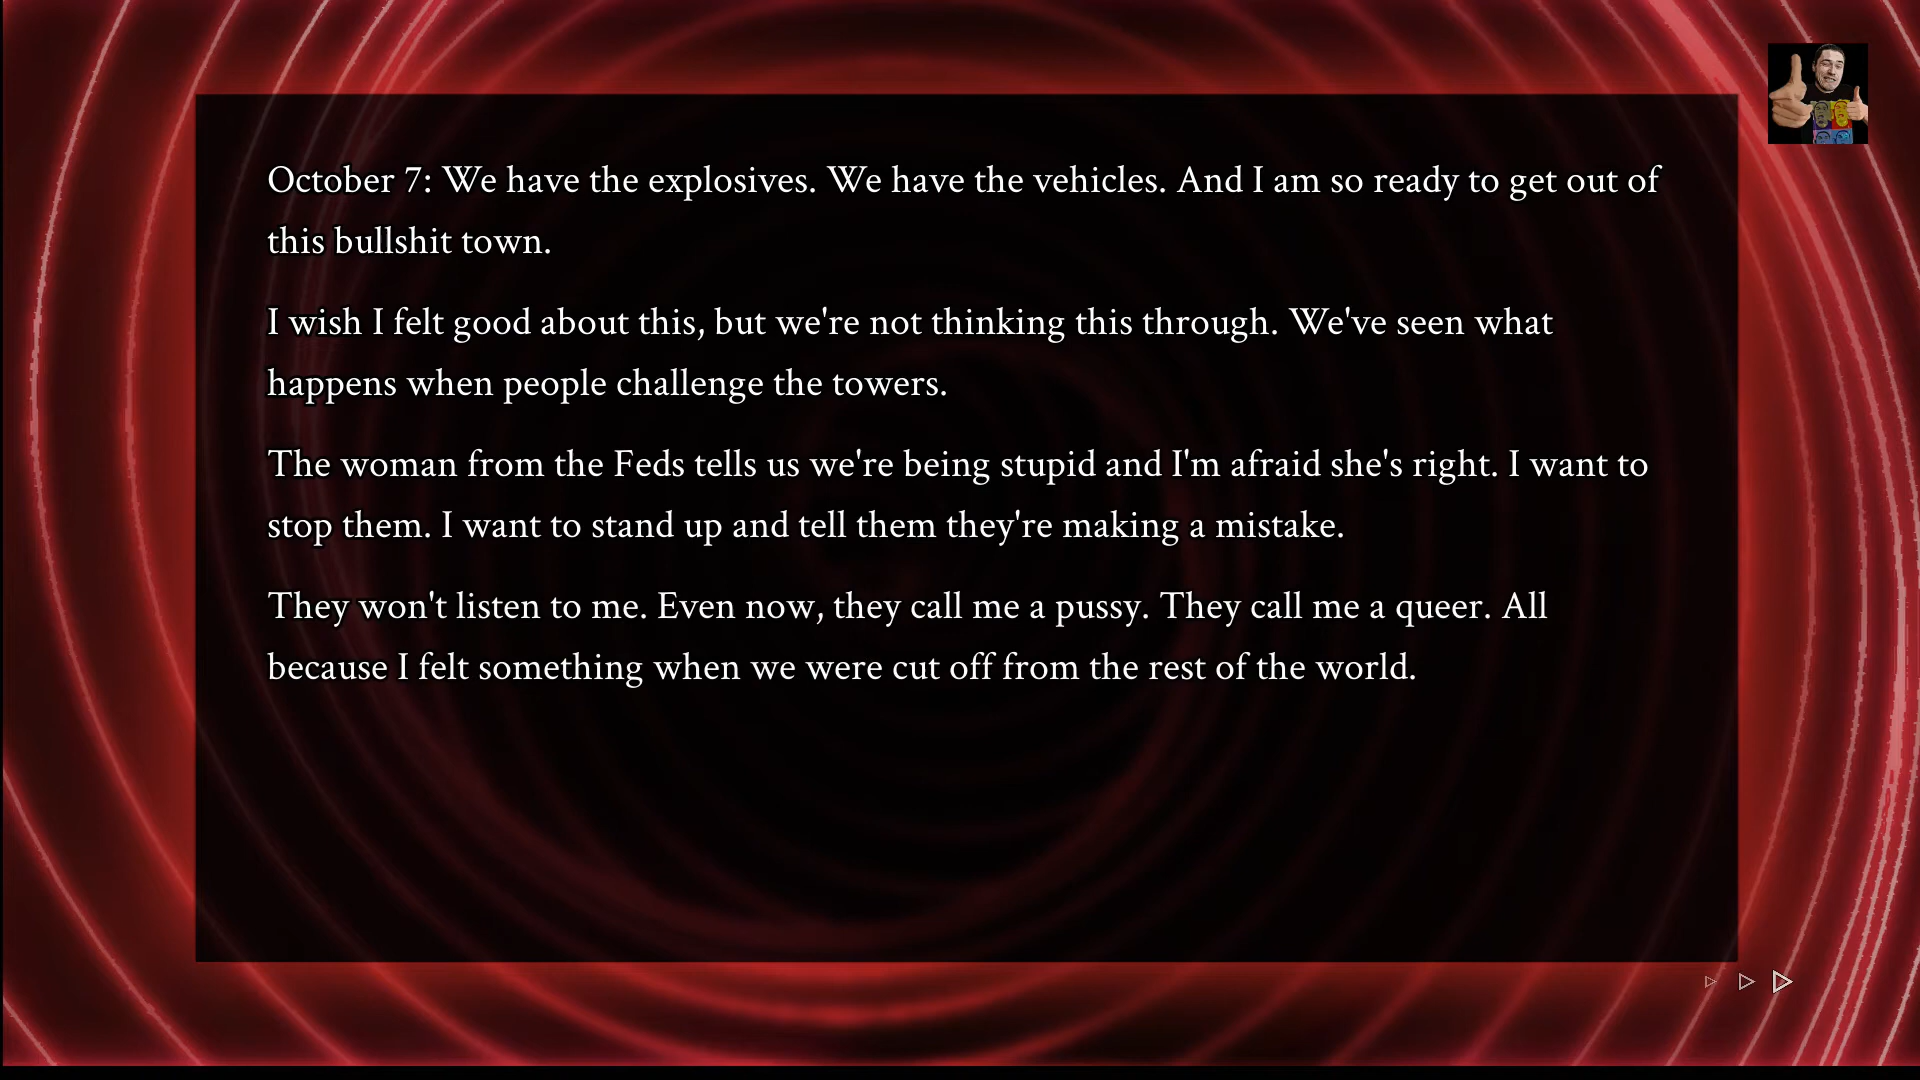 October 7: We have the explosives. We have the vehicles. And I am so ready to get out of
this bullshit town.
I wish I felt good about this, but we're not thinking this through. We've seen what
happens when people challenge the towers.
The woman from the Feds tells us we're being stupid and I'm afraid she's right. I want to
stop them. I want to stand up and tell them they're making a mistake.
They won't listen to me. Even now, they call me a pussy. They call me a queer. All
because I felt something when we were cut off from the rest of the world.